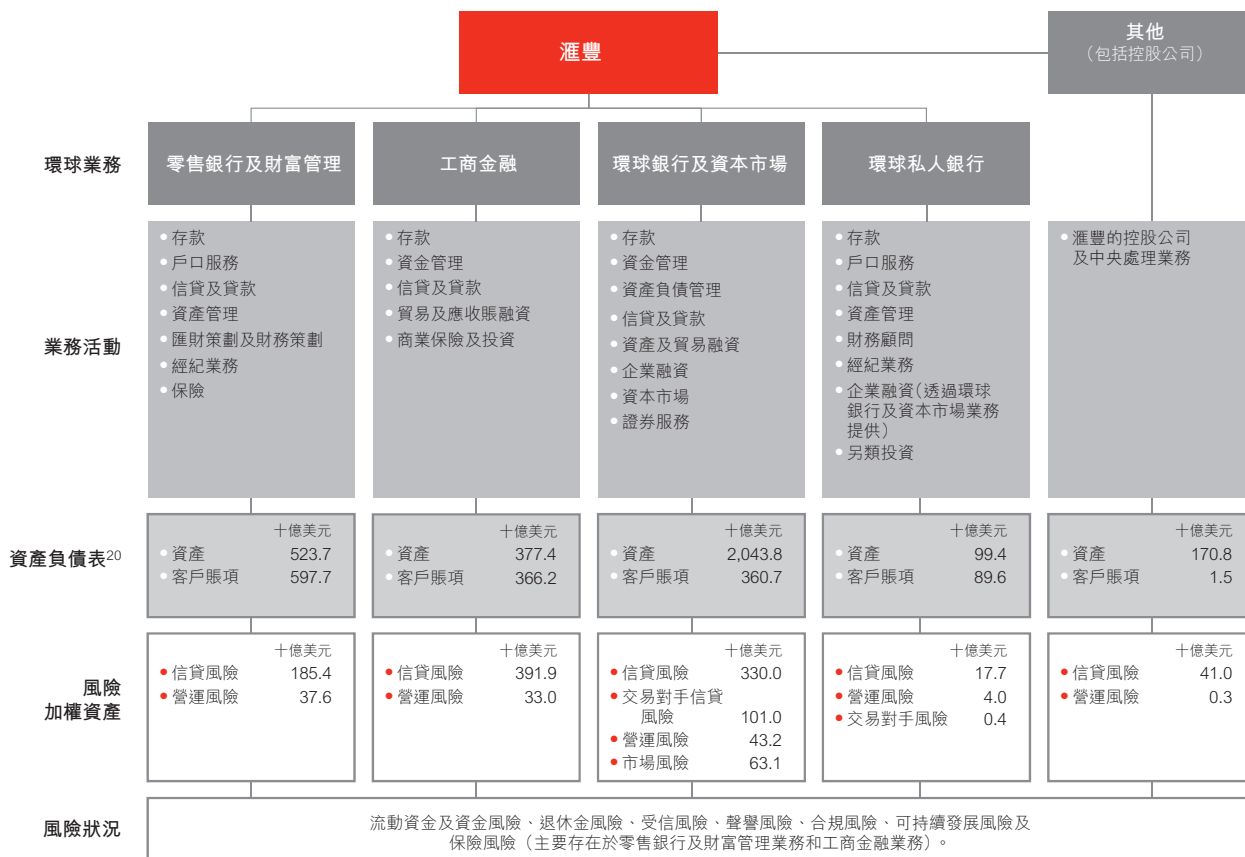 滙豐
其他
（包括控股公司）
環球業務
零售銀行及財富管理
工商金融
環球銀行及資本市場
環球私人銀行
業務活動
• 存款
• 戶口服務
• 信貸及貸款
• 資產管理
• 匯財策劃及財務策劃
• 經紀業務
• 保險
• 存款
• 資金管理
• 信貸及貸款
• 貿易及應收賬融資
• 商業保險及投資
• 存款
• 資金管理
• 資產負債管理
• 信貸及貸款
• 資產及貿易融資
• 企業融資
• 資本市場
• 證券服務
• 存款
• 戶口服務
• 信貸及貸款
• 資產管理
• 財務顧問
• 經紀業務
• 企業融資（透過環球
銀行及資本市場業務
提供）
• 另類投資
• 滙豐的控股公司
及中央處理業務
資產負債表20
十億美元
• 資產 523.7
• 客戶賬項 597.7
十億美元
• 資產 377.4
• 客戶賬項 366.2
十億美元
• 資產 2,043.8
• 客戶賬項 360.7
十億美元
• 資產 99.4
• 客戶賬項 89.6
十億美元
• 資產 170.8
• 客戶賬項 1.5
風險
加權資產
十億美元
• 信貸風險 185.4
• 營運風險 37.6
十億美元
• 信貸風險 391.9
• 營運風險 33.0
十億美元
• 信貸風險 330.0
• 交易對手信貸
風險 101.0
• 營運風險 43.2
• 市場風險 63.1
十億美元
• 信貸風險 17.7
• 營運風險 4.0
• 交易對手風險 0.4
十億美元
• 信貸風險 41.0
• 營運風險 0.3
風險狀況
流動資金及資金風險、退休金風險、受信風險、聲譽風險、合規風險、可持續發展風險及
保險風險（主要存在於零售銀行及財富管理業務和工商金融業務）。